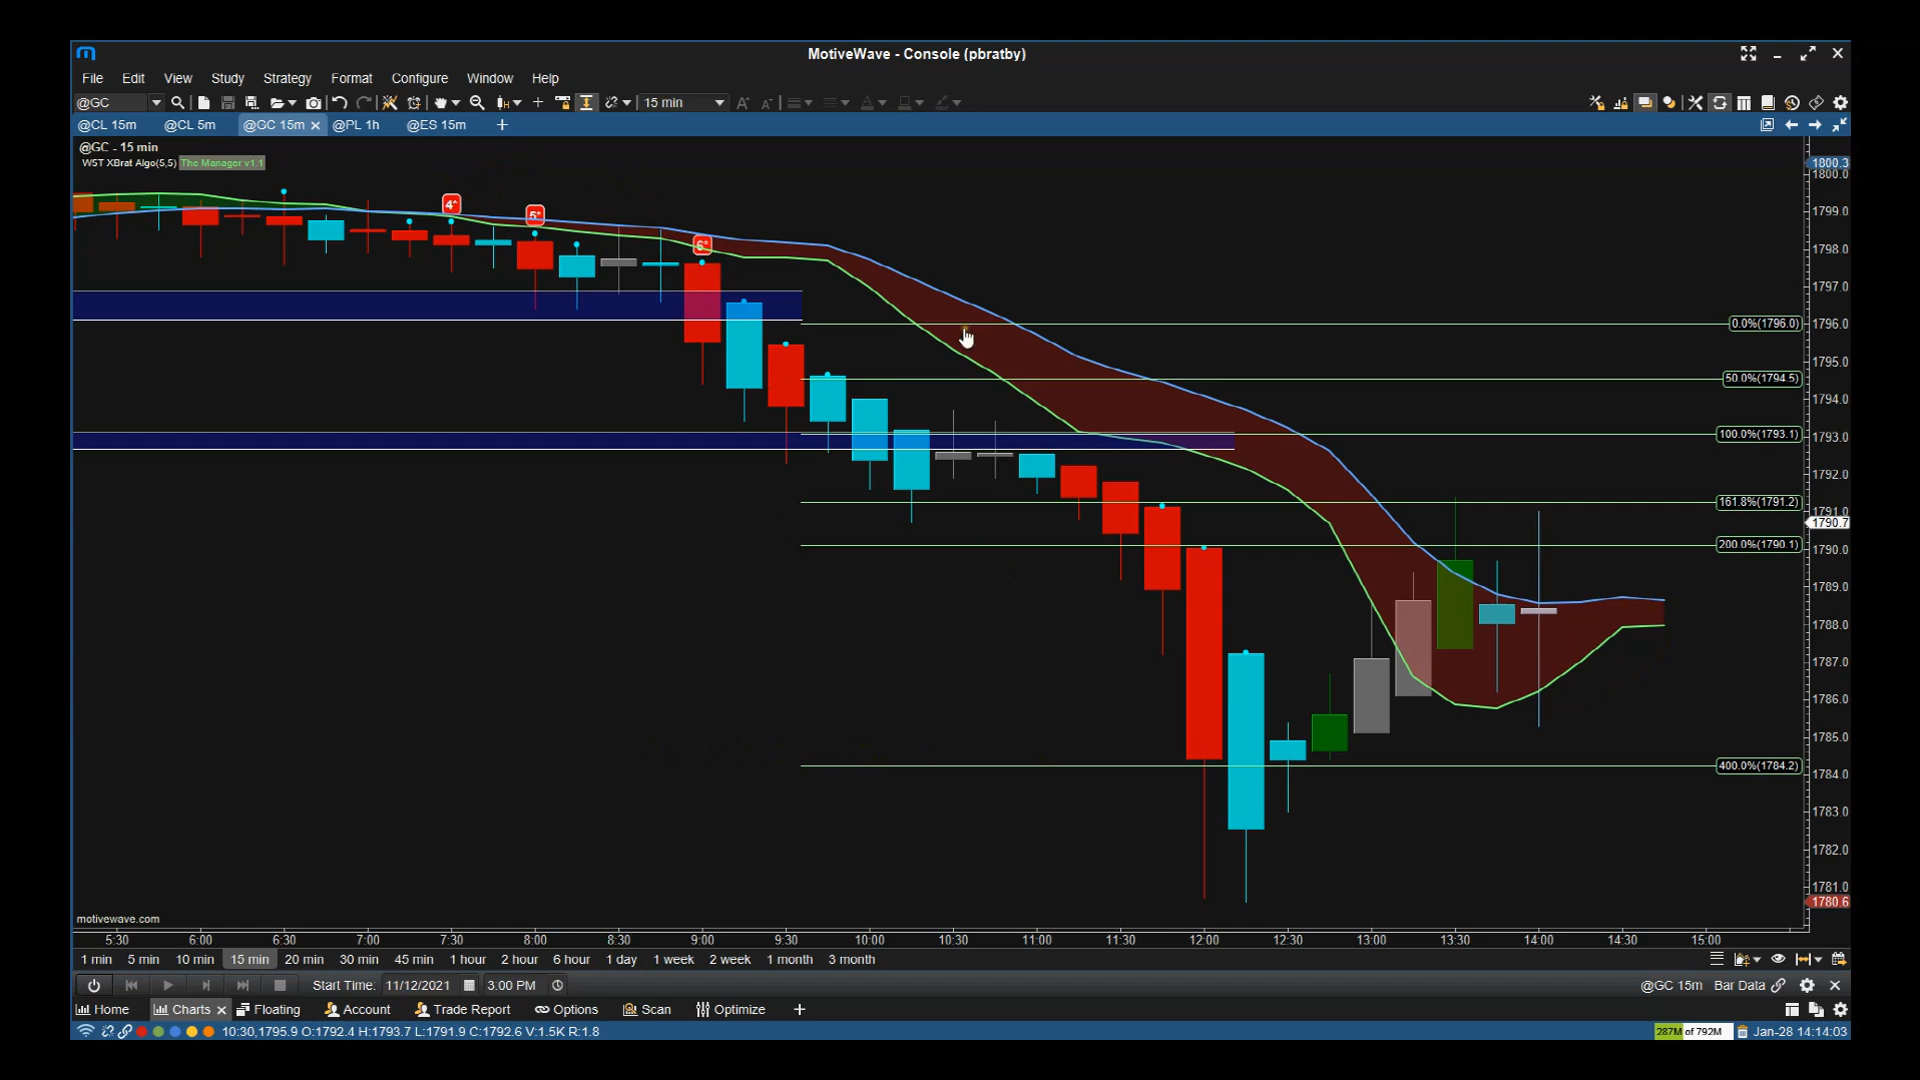 MotiveWave - Console (pbratby)
File Edit View Study Strategy Format Configure Window Help
@GC 15 min
@CL 15m @CL 5m @GC 15m @PL 1h @ES 15m +
@GC - 15 min
WST XBrat Algo(5,5) The Manager v1.1
4*
5*
6*
1800.3
1800.0
1799.0
1798.0
1797.0
0.0%(1796.0) 1796.0
1795.0
50.0%(1794.5)
1794.0
100.0%(1793.1) 1793.0
1792.0
161.8%(1791.2) 1791.0
1790.7
200.0%(1790.1) 1790.0
1789.0
1788.0
1787.0
1786.0
1785.0
400.0%(1784.2) 1784.0
1783.0
1782.0
1781.0
1780.6
motivewave.com
5:30 6:00 6:30 7:00 7:30 8:00 8:30 9:00 9:30 10:00 10:30 11:00 11:30 12:00 12:30 13:00 13:30 14:00 14:30 15:00
1 min 5 min 10 min 15 min 20 min 30 min 45 min 1 hour 2 hour 6 hour 1 day 1 week 2 week 1 month 3 month
Start Time: 11/12/2021 3:00 PM @GC 15m Bar Data
Home Charts Floating Account Trade Report Options Scan Optimize +
10:30,1795.9 O:1792.4 H:1793.7 L:1791.9 C:1792.6 V:1.5K R:1.8 287M of 792M Jan-28 14:14:03